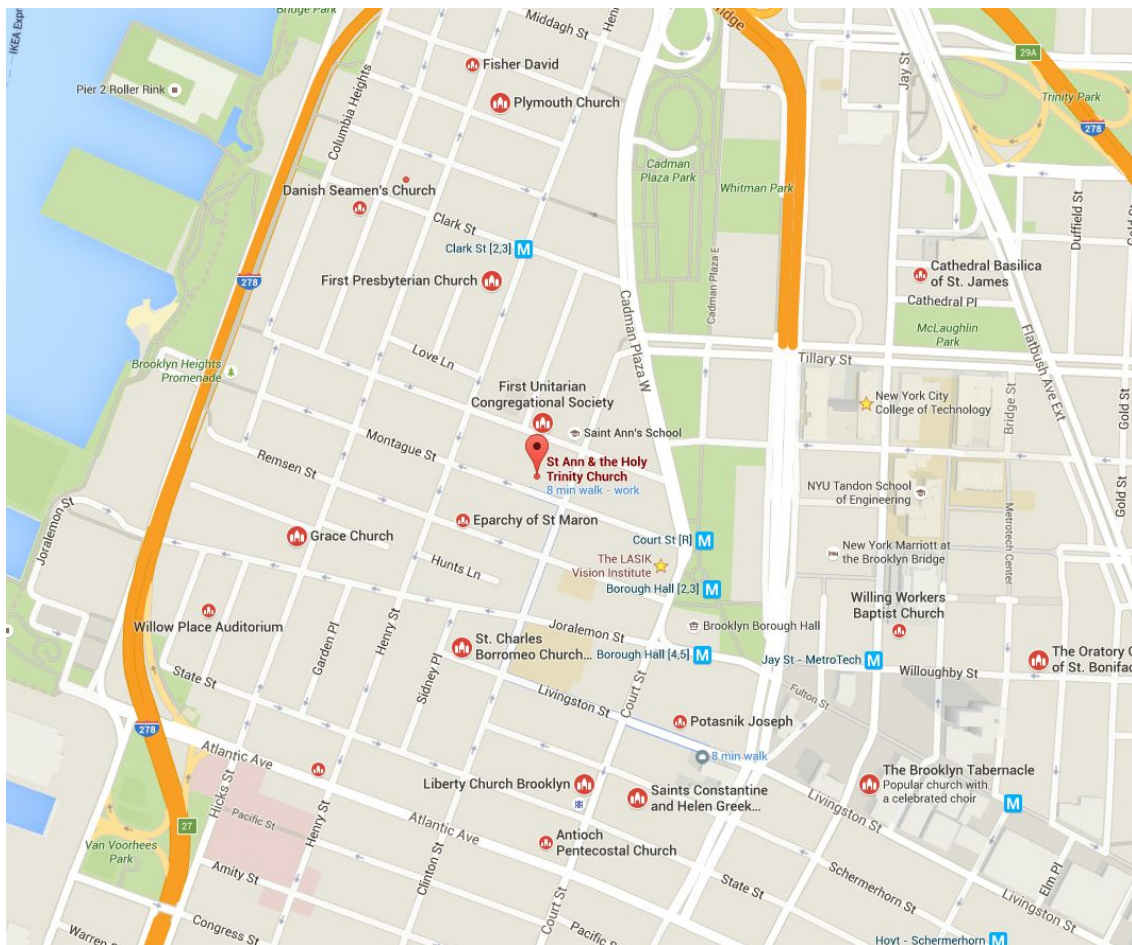 IKEA Expr
Bridge Park
Middagh St
Fisher David
Plymouth Church
Pier 2 Roller Rink
Columbia Heights
Jay St
29A
Trinity Park
278
Cadman
Plaza Park
Whitman Park
Danish Seamen's Church
Clark St
Clark St [2,3]
M
Duffield St
Gold St
278
First Presbyterian Church
Cadman Plaza E
Cathedral Basilica
of St. James
Cathedral Pl
McLaughlin
Park
Cadman Plaza W
Flatbush Ave Ext
Love Ln
Brooklyn Heights
Promenade
Tillary St
First Unitarian
Congregational Society
New York City
College of Technology
Bridge St
Gold St
Saint Ann's School
Montague St
Remsen St
St Ann & the Holy
Trinity Church
8 min walk - work
NYU Tandon School
of Engineering
Gold St
Joralemon St
Eparchy of St Maron
Grace Church
Court St [R]
M
Metrotech Center
New York Marriott at
the Brooklyn Bridge
Hunts Ln
The LASIK
Vision Institute
Borough Hall [2,3]
M
Willing Workers
Baptist Church
Willow Place Auditorium
Garden Pl
Henry St
Joralemon St
Brooklyn Borough Hall
Sidney Pl
St. Charles
Borromeo Church...
Borough Hall [4,5]
M
Jay St - MetroTech
M
Willoughby St
The Oratory C
of St. Bonifac
State St
Livingston St
Court St
Fulton St
278
Potasnik Joseph
Atlantic Ave
8 min walk
Hicks St
Liberty Church Brooklyn
Saints Constantine
and Helen Greek...
The Brooklyn Tabernacle
Popular church with
a celebrated choir
M
27
Pacific St
Henry St
Atlantic Ave
Livingston St
Van Voorhees
Park
Antioch
Pentecostal Church
Amity St
Clinton St
Court St
State St
Schermerhorn St
Elm Pl
Livingston St
Congress St
Warren S
Pacific S
Hoyt - Schermerhorn
M